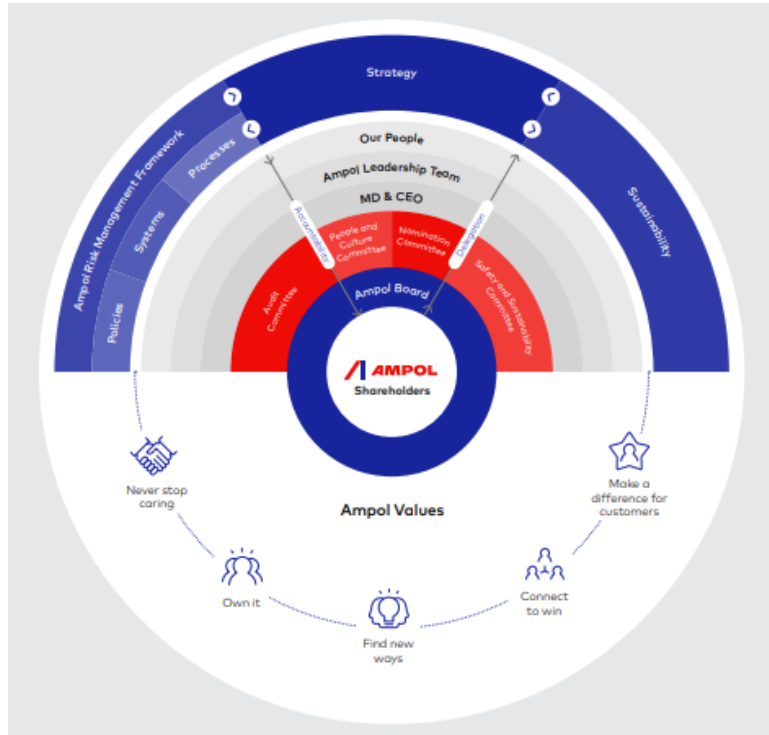 Strategy
Ampol Risk Management Framework
Processes
Systems
Policies
Sustainability
Our People
Ampol Leadership Team
MD & CEO
Accountability
Delegation
Audit
Committee
People and
Culture
Committee
Nomination
Committee
Safety and Sustainability
Committee
Ampol Board
AMPOL
Shareholders
Ampol Values
Never stop
caring
Own it
Find new
ways
Connect
to win
Make a
difference for
customers